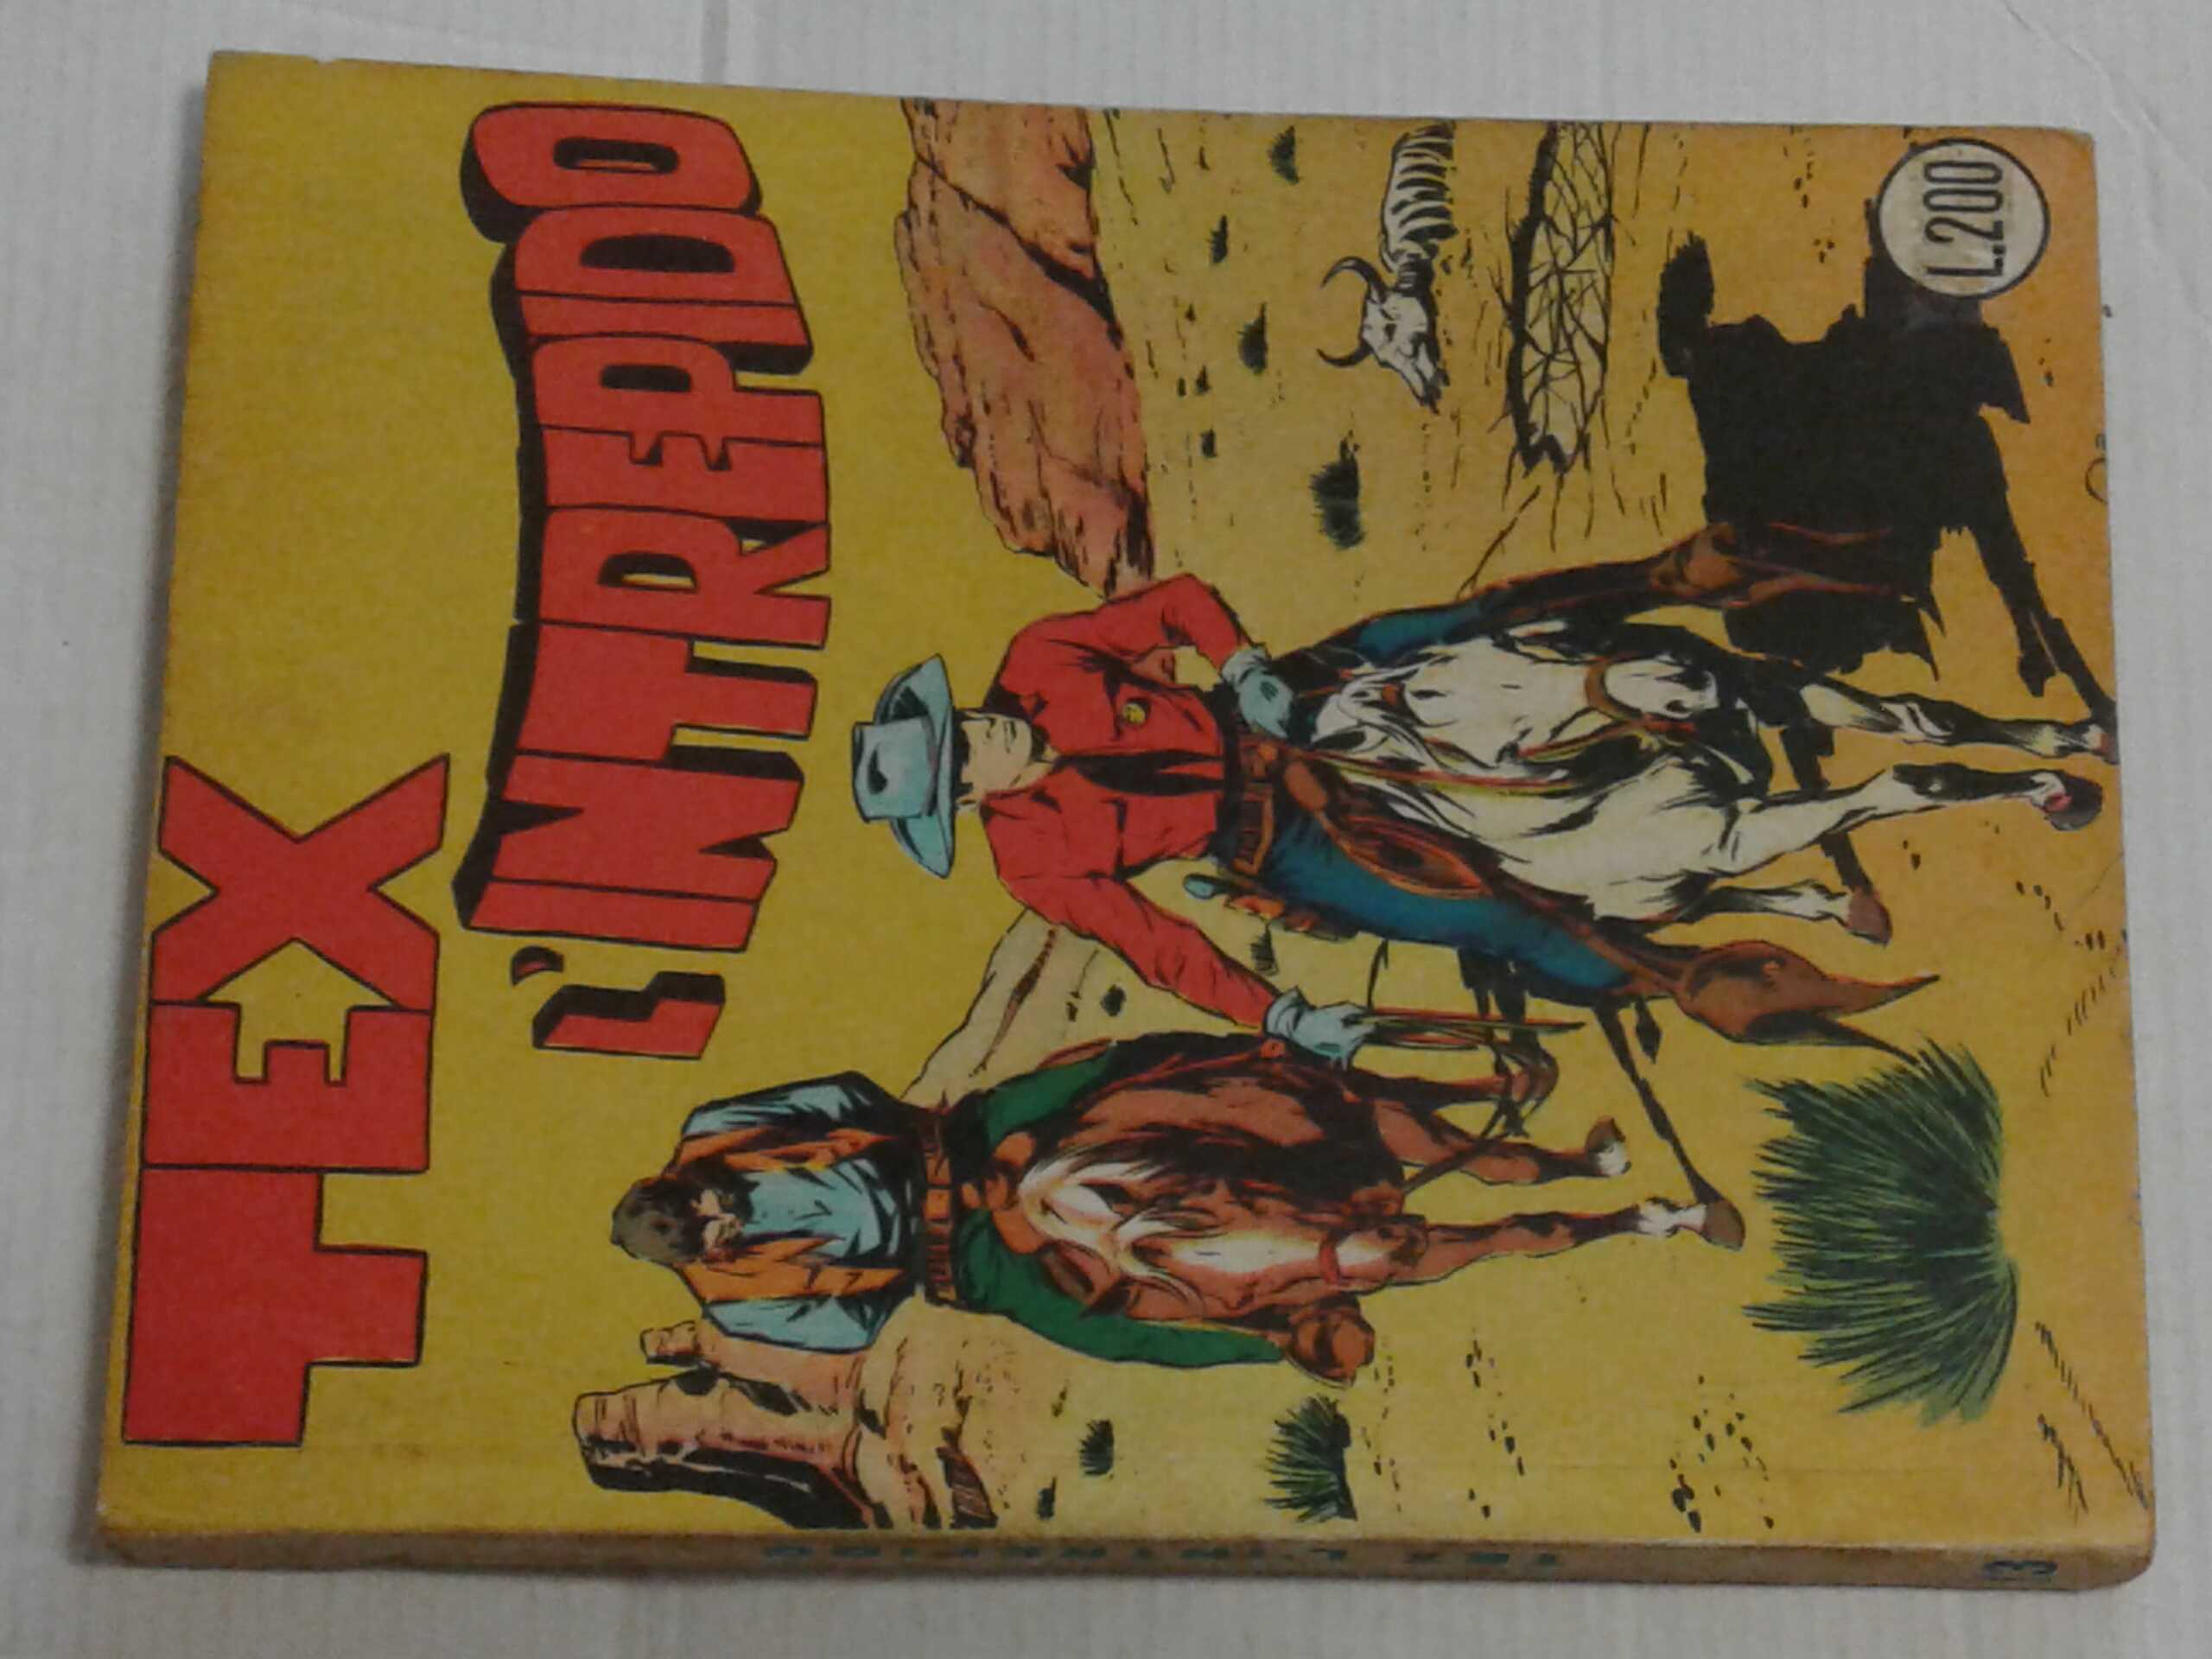 TEX
L'INTREPIDO
L.200
TEX L'INTREPIDO 3